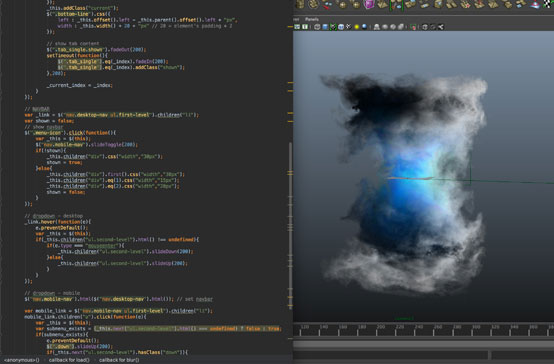 });
_this.addClass("current");
$(".bottom-line").css({
left : _this.offset().left - _this.parent().offset().left + "px",
width : _this.width() + 20 + "px" // 20 = element's padding * 2
});
// show tab content
$(".tab_single.shown").fadeOut(200);
setTimeout(function(){
$(".tab_single").eq(_index).fadeIn(200);
$(".tab_single").eq(_index).addClass("shown");
},200);
_current_index = _index;
}
});
// NAVBAR
var _link = $("nav.desktop-nav ul.first-level").children("li");
var shown = false;
// show navbar
$(".menu-icon").click(function(){
var _this = $(this);
$("nav.mobile-nav").slideToggle(200);
if(!shown){
_this.children("div").css("width","30px");
shown = true;
}else{
_this.children("div").first().css("width","30px");
_this.children("div").eq(1).css("width","15px");
_this.children("div").eq(2).css("width","20px");
shown = false;
}
});
// dropdown - desktop
_link.hover(function(e){
e.preventDefault();
var _this = $(this);
if(_this.children("ul.second-level").html() !== undefined){
if(e.type === "mouseenter"){
_this.children("ul.second-level").slideDown(200);
}else{
_this.children("ul.second-level").slideUp(200);
}
}
});
// dropdown - mobile
$("nav.mobile-nav").html($("nav.desktop-nav").html()); // set navbar
var mobile_link = $("nav.mobile-nav ul.first-level").children("li");
mobile_link.children("a").click(function(e){
var _this = $(this);
var submenu_exists = (_this.next("ul.second-level").html() === undefined) ? false : true;
if(submenu_exists){
e.preventDefault();
$(".down").slideUp(200);
if(_this.next("ul.second-level").hasClass("down")){
<anonymous>() callback for load() callback for blur()
Panels